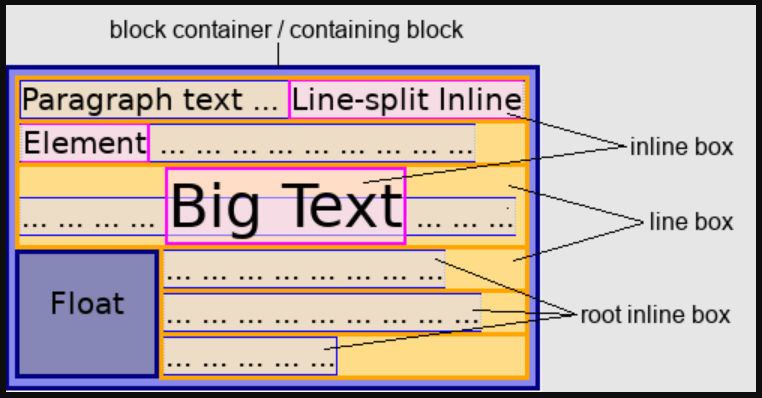 block container / containing block
Paragraph text ... Line-split Inline
Element ... ... ... ... ... ... ... ...
inline box
... ... ... ... Big Text ... ... ...
line box
... ... ... ... ... ... ... ...
Float
... ... ... ... ... ... ... ... ...
root inline box
... ... ... ... ...